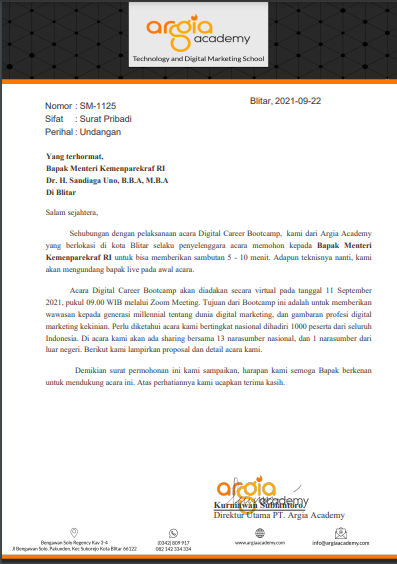 argia
academy
Technology and Digital Marketing School
Blitar, 2021-09-22
Nomor : SM-1125
Sifat : Surat Pribadi
Perihal : Undangan
Yang terhormat,
Bapak Menteri Kemenparekraf RI
Dr. H. Sandiaga Uno, B.B.A, M.B.A
Di Blitar
Salam sejahtera,
Sehubungan dengan pelaksanaan acara Digital Career Bootcamp, kami dari Argia Academy
yang berlokasi di kota Blitar selaku penyelenggara acara memohon kepada Bapak Menteri
Kemenparekraf RI untuk bisa memberikan sambutan 5 - 10 menit. Adapun teknisnya nanti, kami
akan mengundang bapak live pada awal acara.
Acara Digital Career Bootcamp akan diadakan secara virtual pada tanggal 11 September
2021, pukul 09.00 WIB melalui Zoom Meeting. Tujuan dari Bootcamp ini adalah untuk memberikan
wawasan kepada generasi millennial tentang dunia digital marketing, dan gambaran profesi digital
marketing kekinian. Perlu diketahui acara kami bertingkat nasional dihadiri 1000 peserta dari seluruh
Indonesia. Di acara kami akan ada sharing bersama 13 narasumber nasional, dan 1 narasumber dari
luar negeri. Berikut kami lampirkan proposal dan detail acara kami.
Demikian surat permohonan ini kami sampaikan, harapan kami semoga Bapak berkenan
untuk mendukung acara ini. Atas perhatiannya kami ucapkan terima kasih.
argia
academy
Kurniawan Subiantoro
Direktur Utama PT. Argia Academy
Bengawan Solo Regency Kav 3-4
Jl Bengawan Solo, Pakunden, Kec Sukorejo Kota Blitar 66122
(0342) 809 917
082 142 334 334
www.argiaacademy.com
info@argiaacademy.com